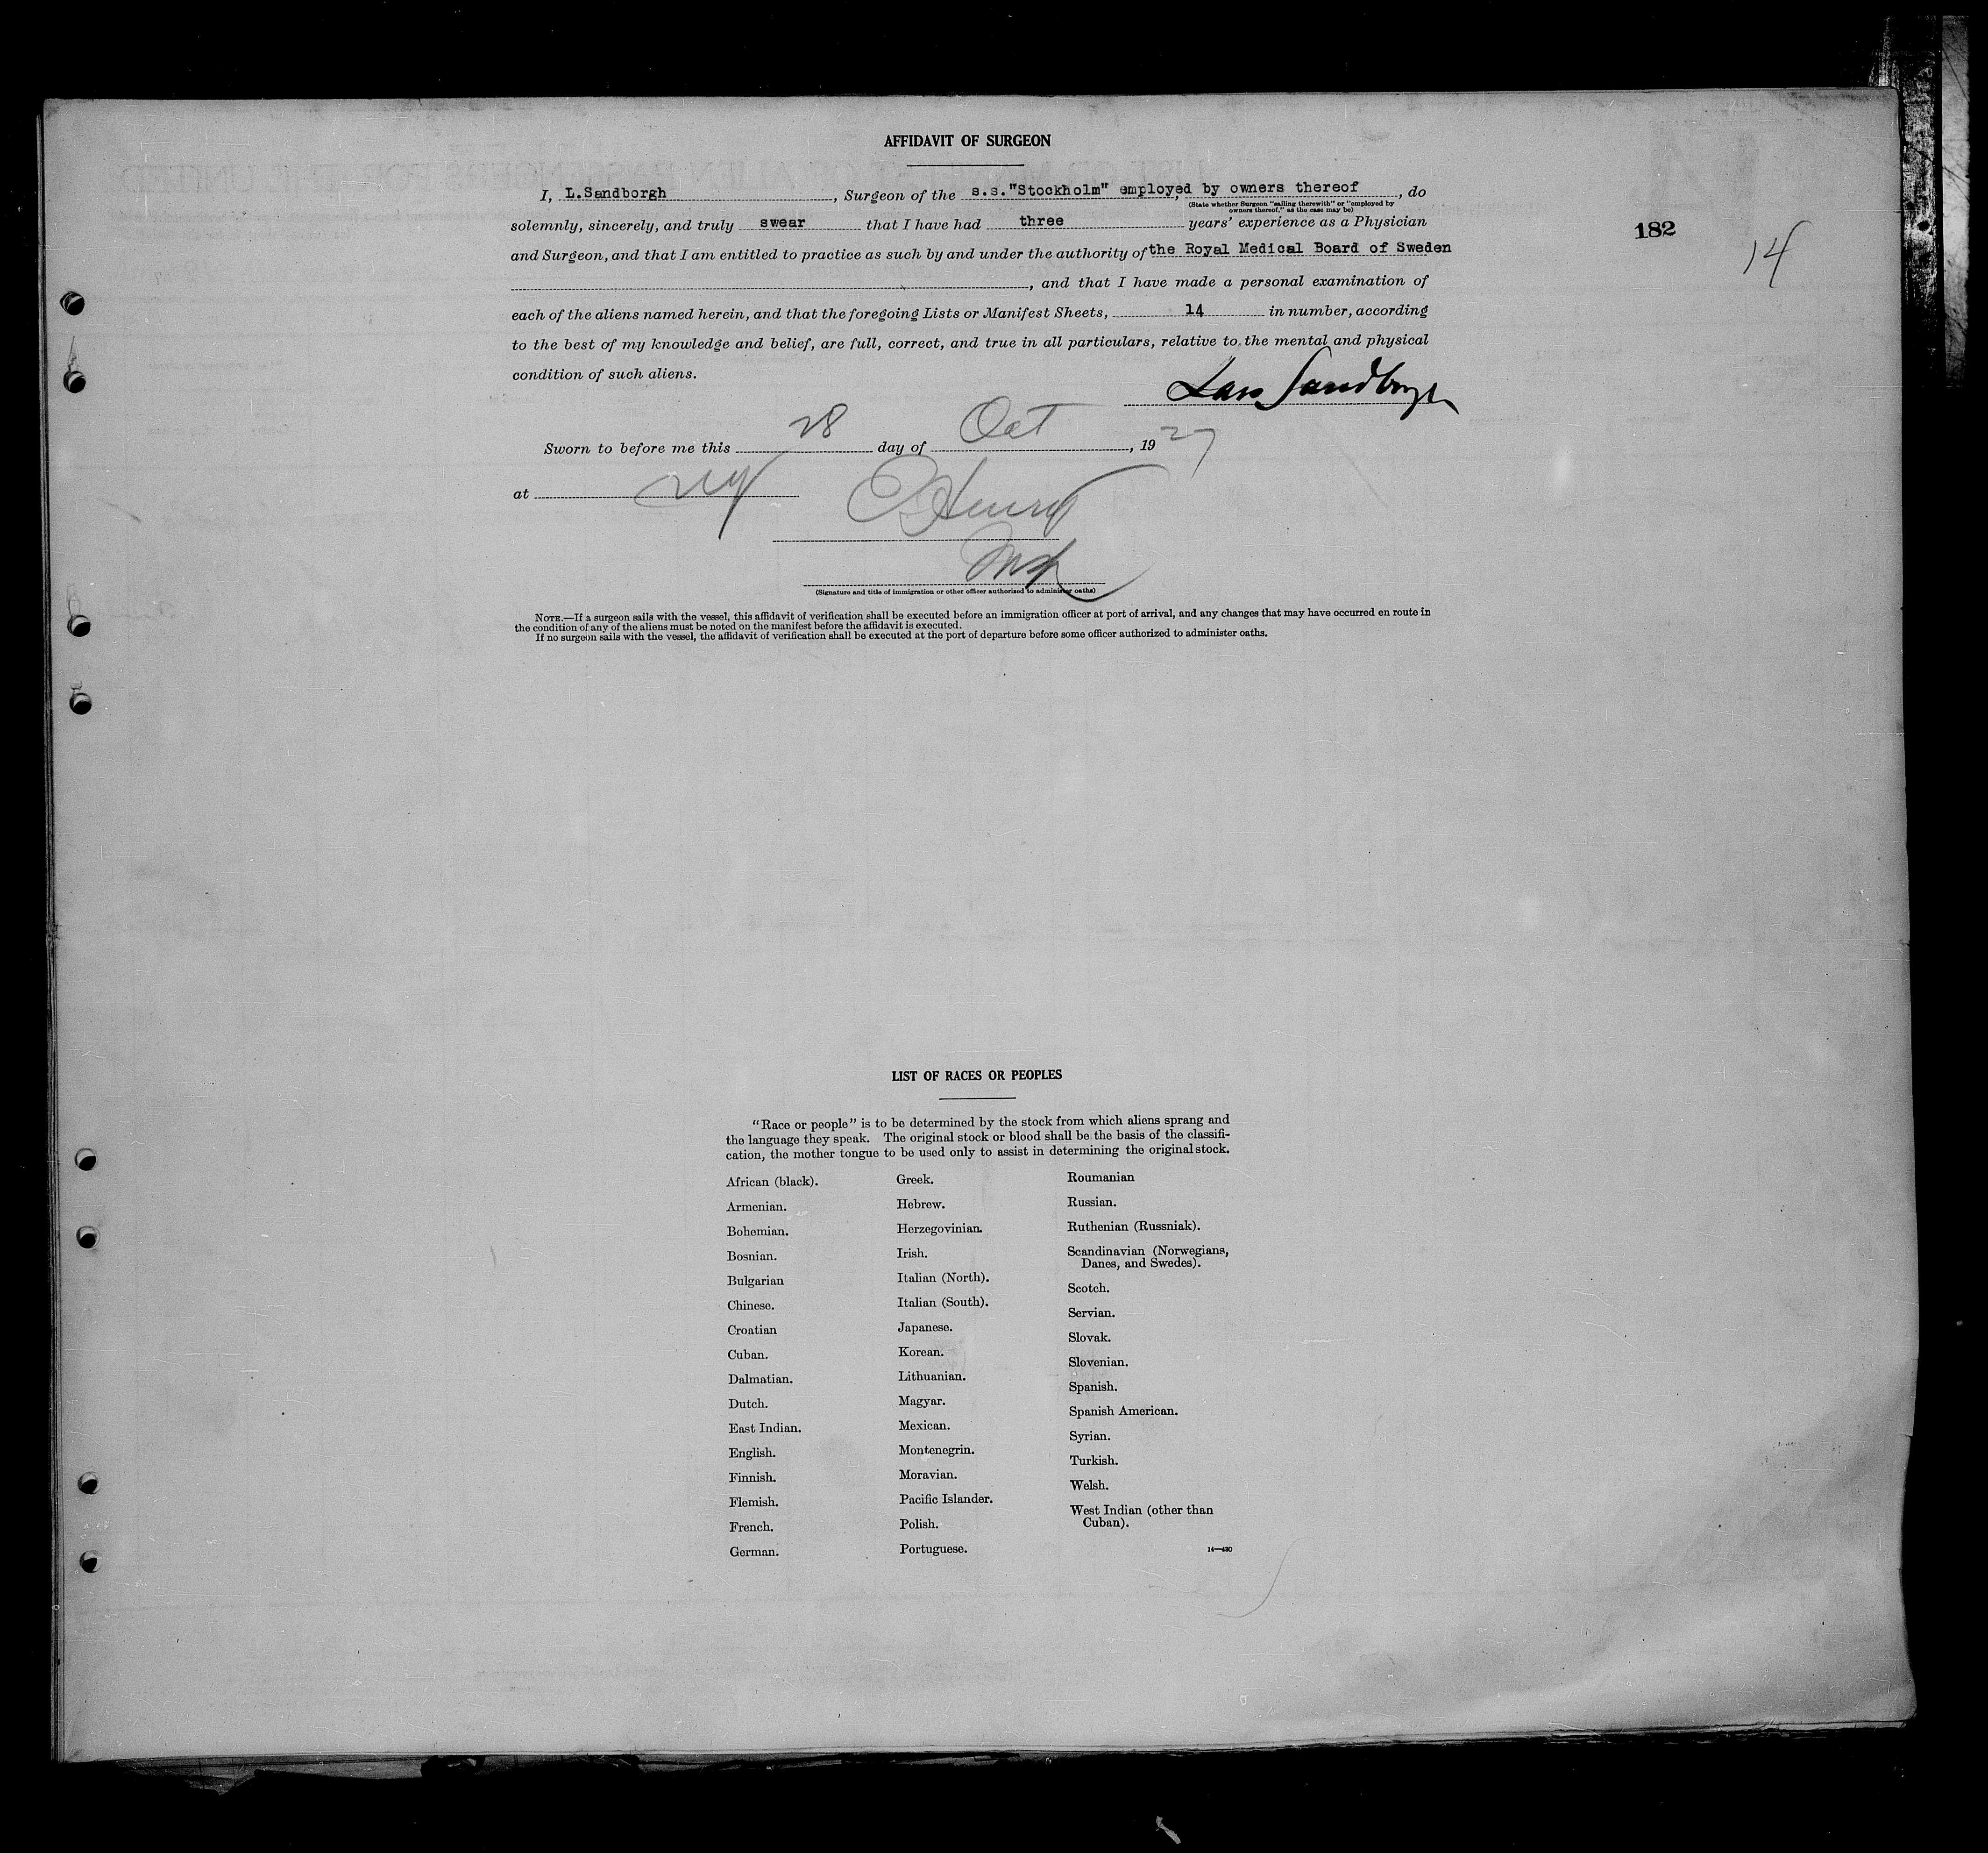 AFFIDAVIT OF SURGEON
I, L.Sandborgh, Surgeon of the s.s."Stockholm" employed by owners thereof, do
(State whether Surgeon "sailing therewith" or "employed by
owners thereof," as the case may be)
solemnly, sincerely, and truly swear that I have had three years' experience as a Physician
182
14
and Surgeon, and that I am entitled to practice as such by and under the authority of the Royal Medical Board of Sweden
, and that I have made a personal examination of
each of the aliens named herein, and that the foregoing Lists or Manifest Sheets, 14 in number, according
to the best of my knowledge and belief, are full, correct, and true in all particulars, relative to the mental and physical
condition of such aliens.
Lars Sandborgh
Sworn to before me this 28 day of Oct, 1927
at NY
Henry
(Signature and title of immigration or other officer authorized to administer oaths)
NOTE.—If a surgeon sails with the vessel, this affidavit of verification shall be executed before an immigration officer at port of arrival, and any changes that may have occurred en route in
the condition of any of the aliens must be noted on the manifest before the affidavit is executed.
If no surgeon sails with the vessel, the affidavit of verification shall be executed at the port of departure before some officer authorized to administer oaths.
LIST OF RACES OR PEOPLES
"Race or people" is to be determined by the stock from which aliens sprang and
the language they speak. The original stock or blood shall be the basis of the classifi-
cation, the mother tongue to be used only to assist in determining the original stock.
African (black).
Armenian.
Bohemian.
Bosnian.
Bulgarian
Chinese.
Croatian
Cuban.
Dalmatian.
Dutch.
East Indian.
English.
Finnish.
Flemish.
French.
German.
Greek.
Hebrew.
Herzegovinian.
Irish.
Italian (North).
Italian (South).
Japanese.
Korean.
Lithuanian.
Magyar.
Mexican.
Montenegrin.
Moravian.
Pacific Islander.
Polish.
Portuguese.
Roumanian
Russian.
Ruthenian (Russniak).
Scandinavian (Norwegians,
Danes, and Swedes).
Scotch.
Servian.
Slovak.
Slovenian.
Spanish.
Spanish American.
Syrian.
Turkish.
Welsh.
West Indian (other than
Cuban).
14—430